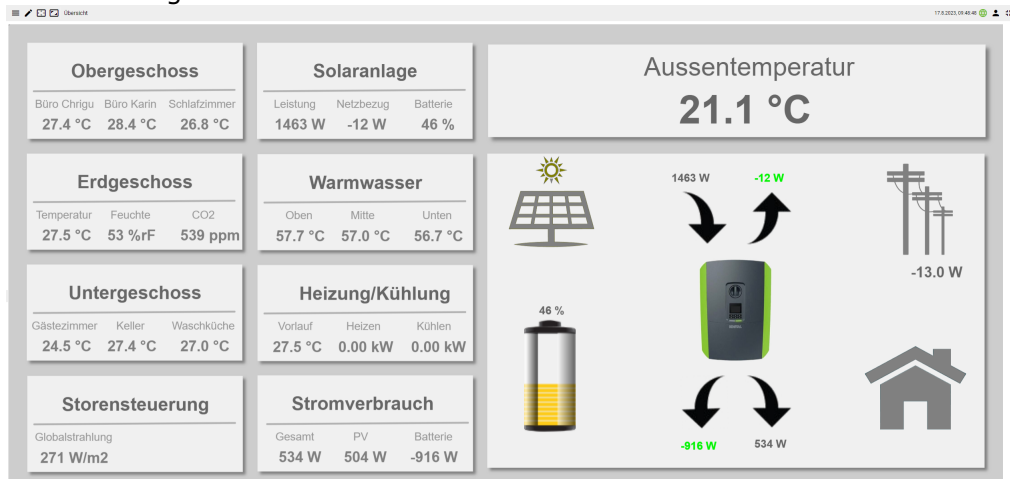 Übersicht
17.8.2023, 09:48:48
Obergeschoss
Büro Chrigu Büro Karin Schlafzimmer
27.4 °C 28.4 °C 26.8 °C
Solaranlage
Leistung Netzbezug Batterie
1463 W -12 W 46 %
Aussentemperatur
21.1 °C
Erdgeschoss
Temperatur Feuchte CO2
27.5 °C 53 %rF 539 ppm
Warmwasser
Oben Mitte Unten
57.7 °C 57.0 °C 56.7 °C
1463 W -12 W
-13.0 W
Untergeschoss
Gästezimmer Keller Waschküche
24.5 °C 27.4 °C 27.0 °C
Heizung/Kühlung
Vorlauf Heizen Kühlen
27.5 °C 0.00 kW 0.00 kW
46 %
Storensteuerung
Globalstrahlung
271 W/m2
Stromverbrauch
Gesamt PV Batterie
534 W 504 W -916 W
-916 W 534 W